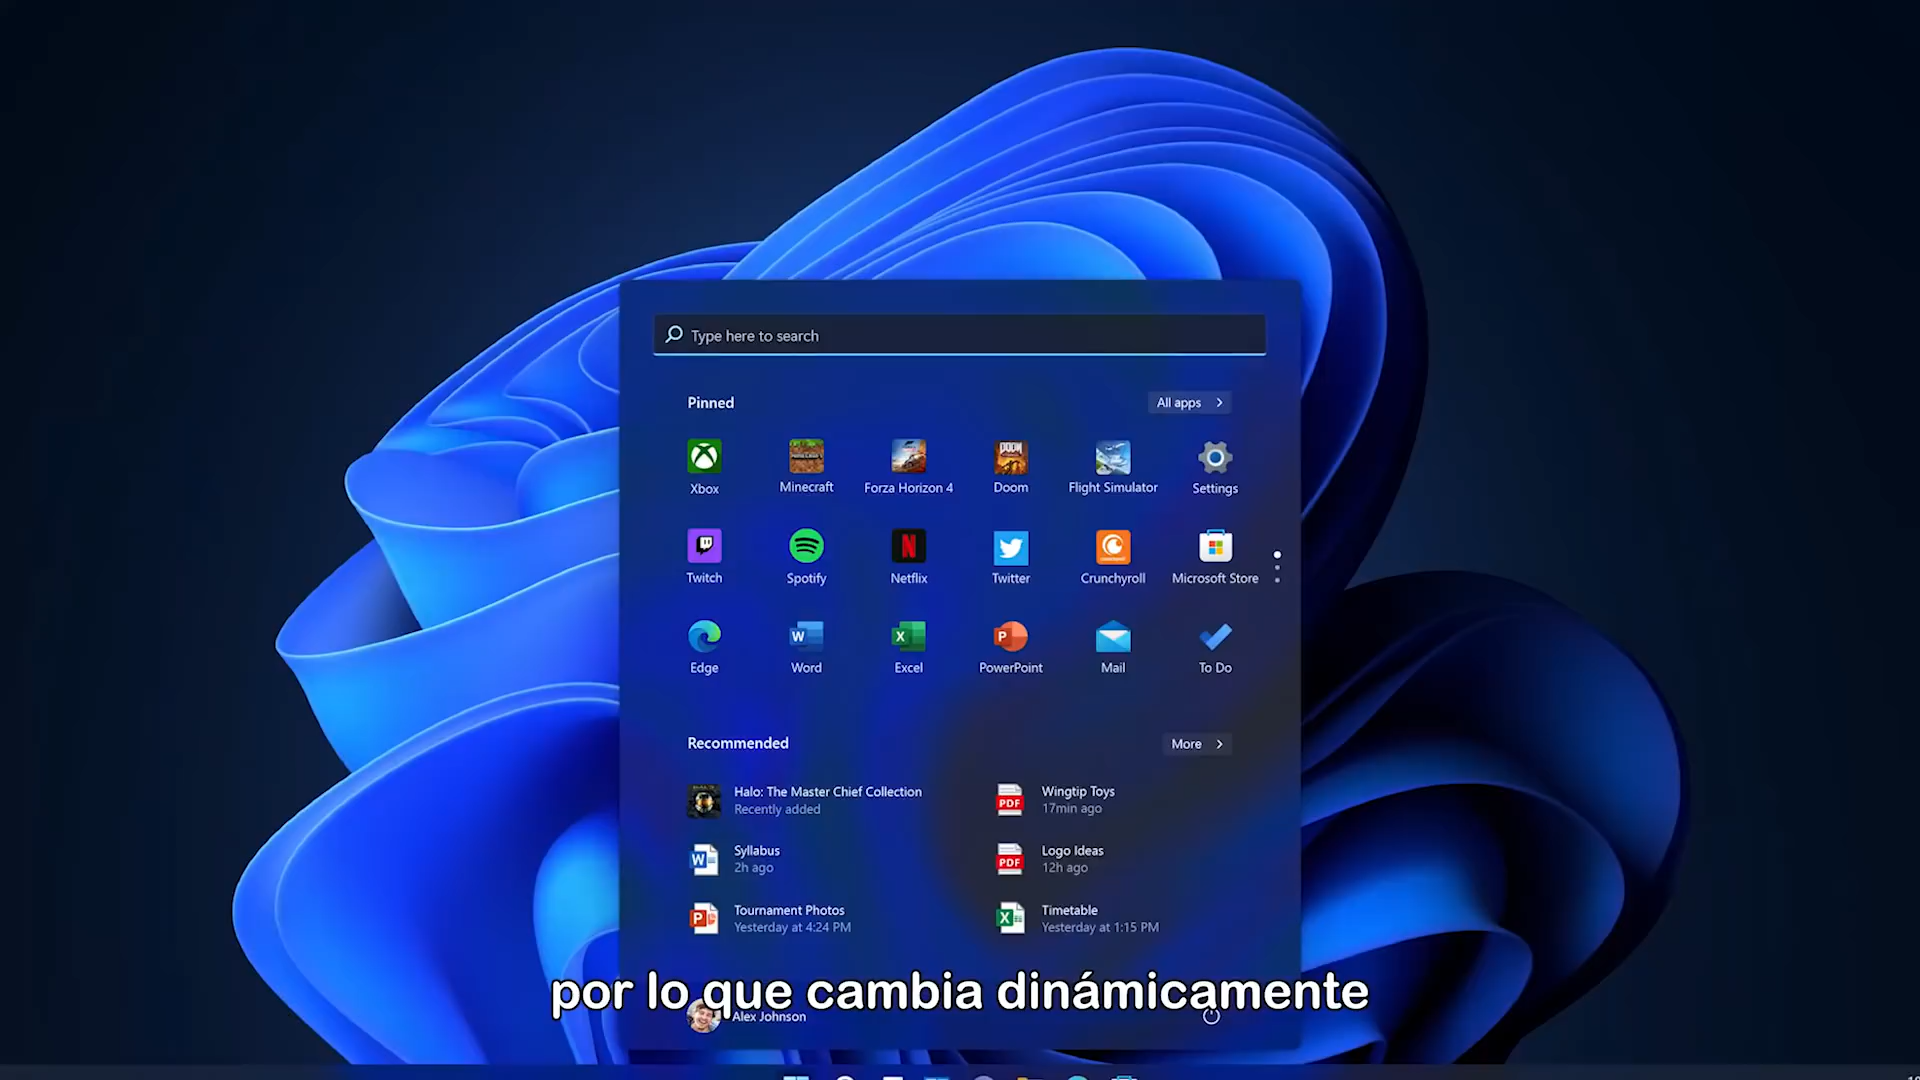 Type here to search
Pinned
All apps
Xbox
Minecraft
Forza Horizon 4
Doom
Flight Simulator
Settings
Twitch
Spotify
Netflix
Twitter
Crunchyroll
Microsoft Store
Edge
Word
Excel
PowerPoint
Mail
To Do
Recommended
More
Halo: The Master Chief Collection
Recently added
Wingtip Toys
17min ago
Syllabus
2h ago
Logo Ideas
12h ago
Tournament Photos
Yesterday at 4:24 PM
Timetable
Yesterday at 1:15 PM
por lo que cambia dinámicamente
Alex Johnson